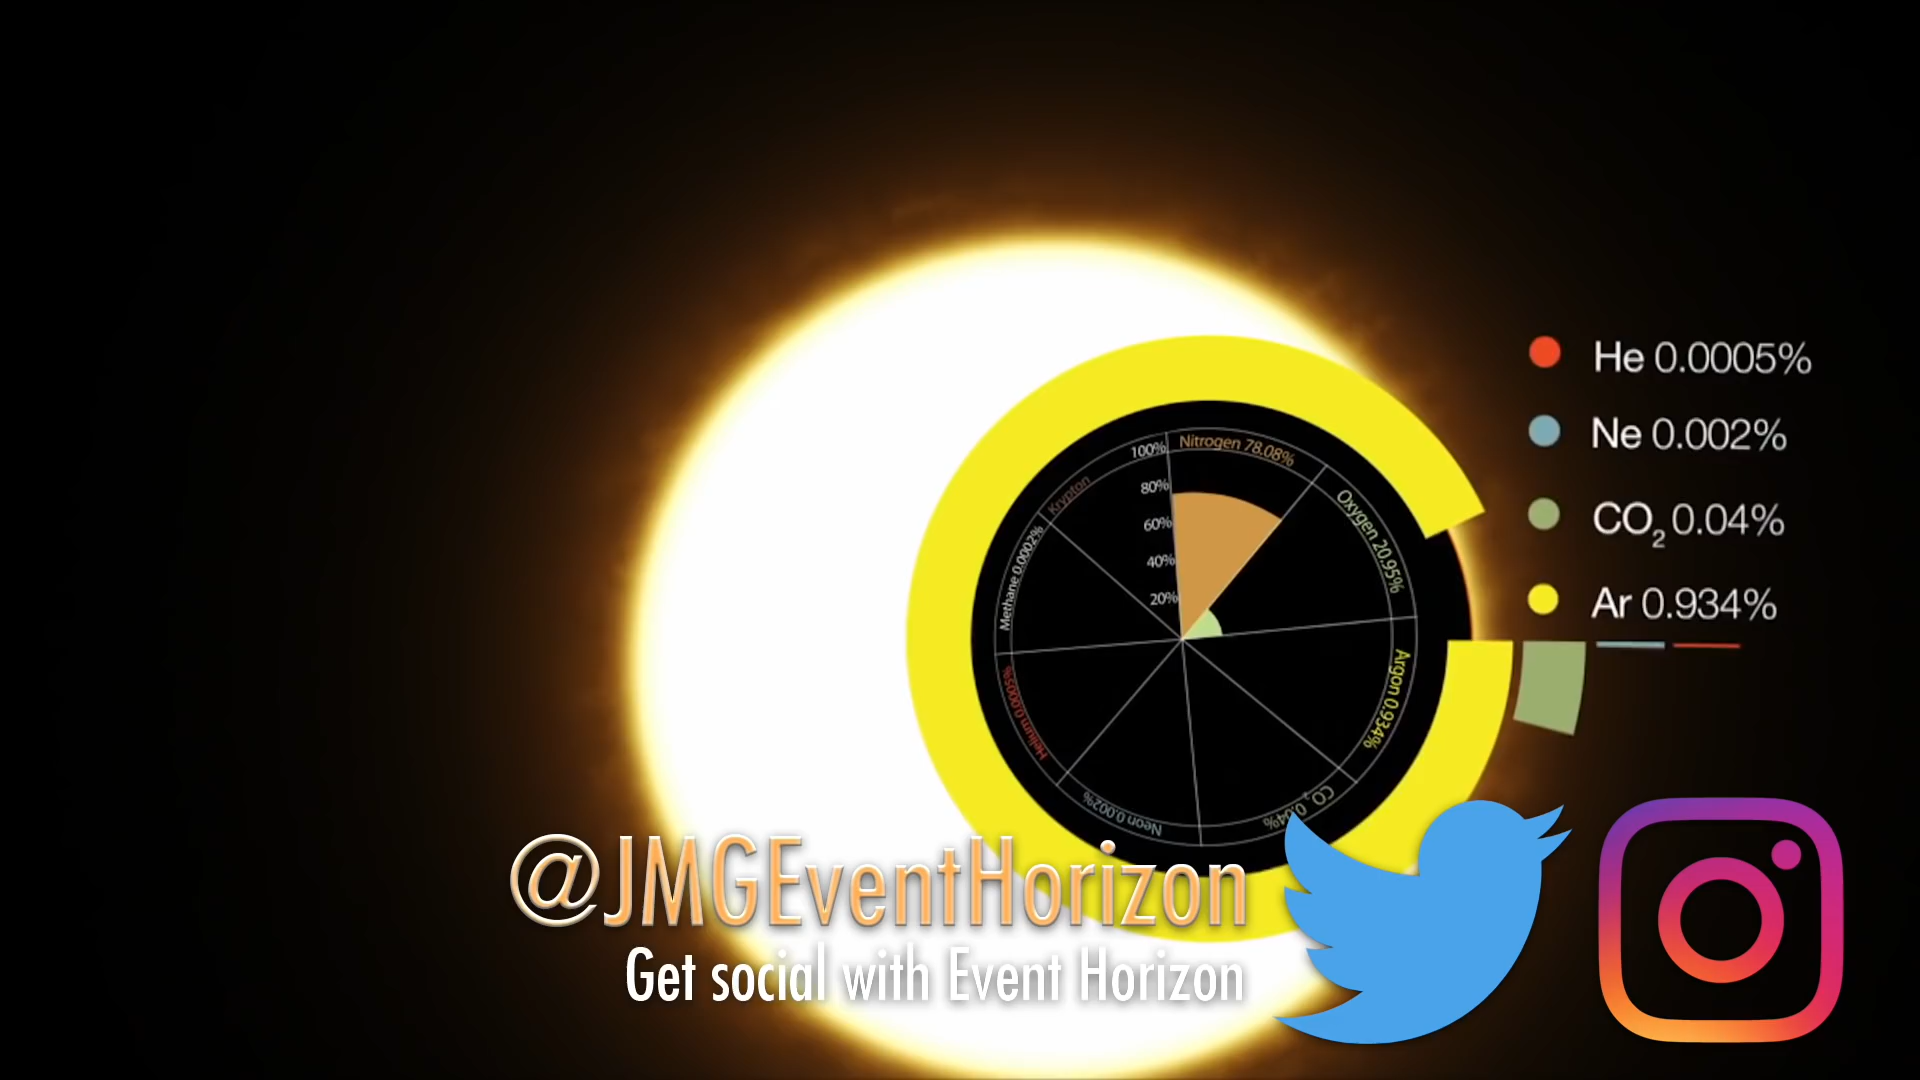 He 0.0005%
Ne 0.002%
CO2 0.04%
Ar 0.934%
100%
80%
60%
40%
20%
Nitrogen 78.08%
Oxygen 20.95%
Argon 0.934%
CO2 0.04%
Neon 0.002%
Helium 0.0005%
Methane 0.0002%
Krypton
@JMGEventHorizon
Get social with Event Horizon